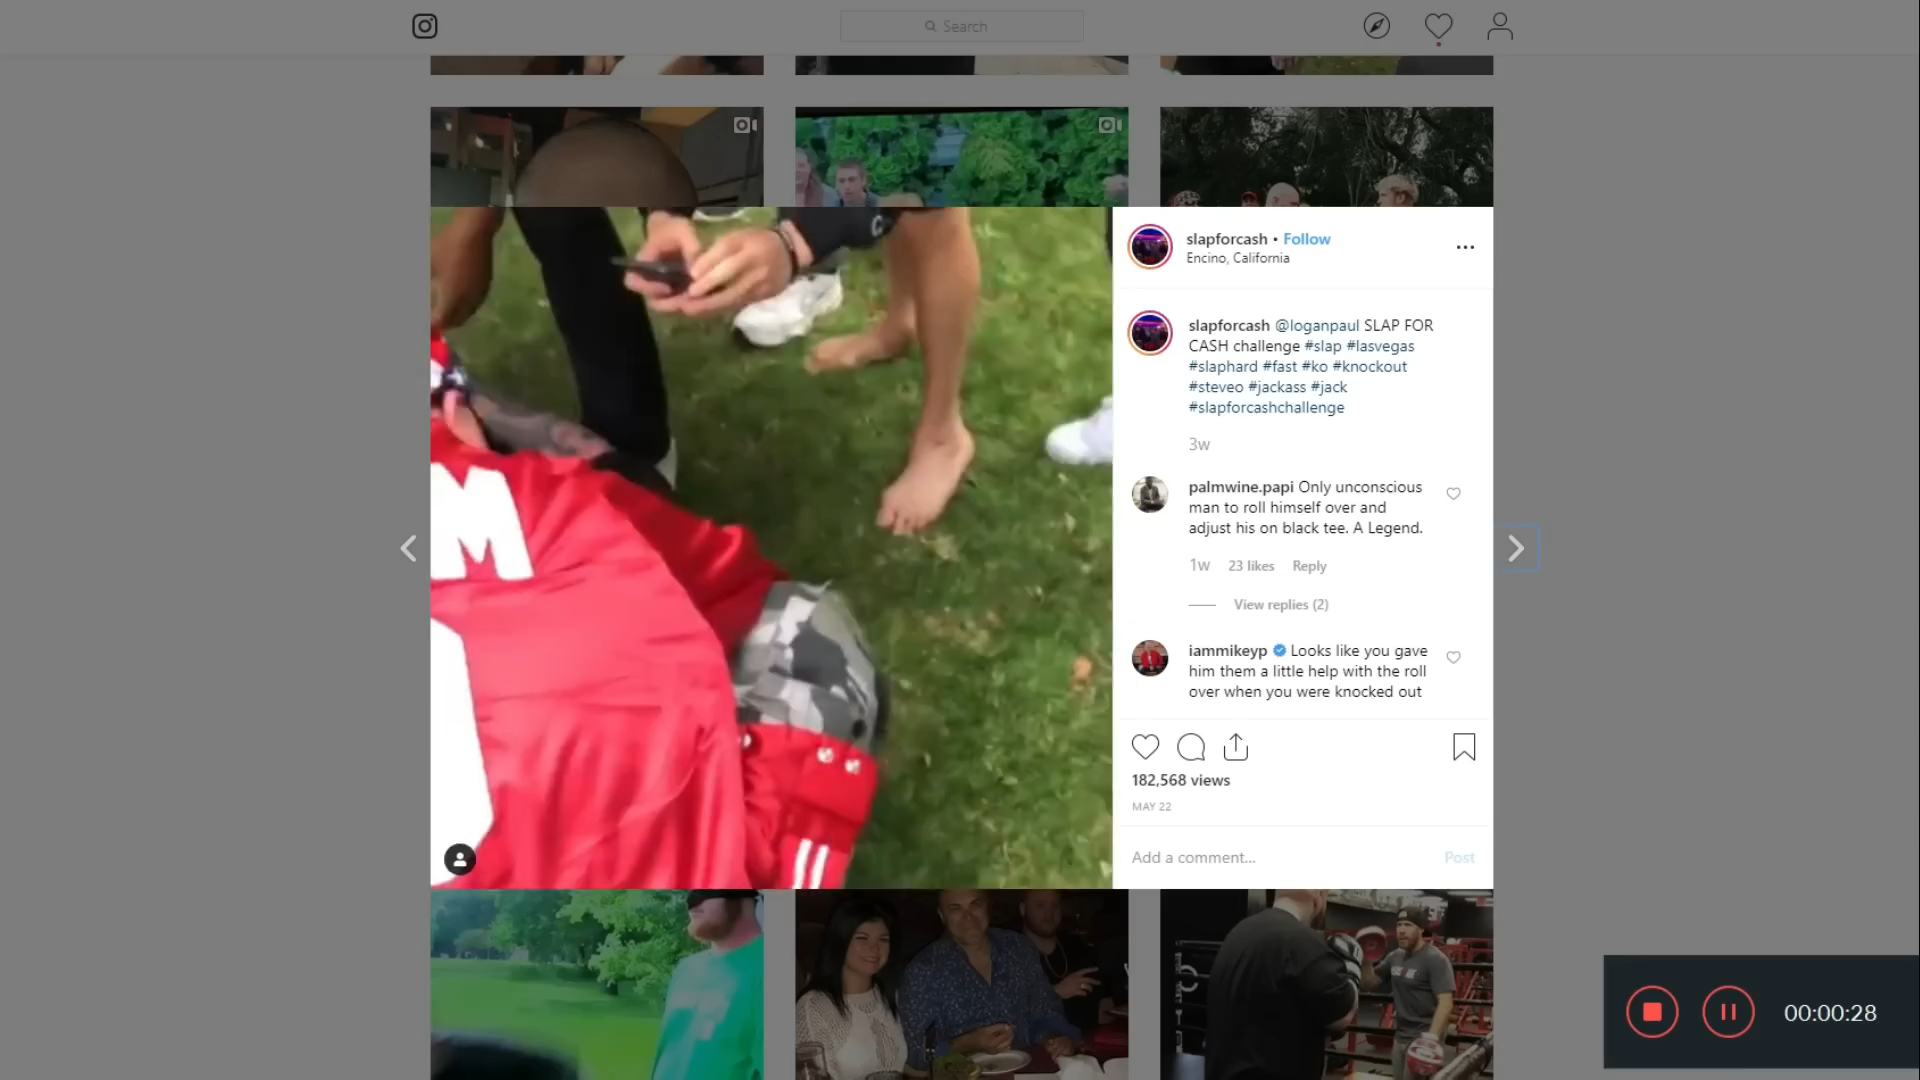 Search
slapforcash • Follow
Encino, California
slapforcash @loganpaul SLAP FOR
CASH challenge #slap #lasvegas
#slaphard #fast #ko #knockout
#steveo #jackass #jack
#slapforcashchallenge
3w
palmwine.papi Only unconscious
man to roll himself over and
adjust his on black tee. A Legend.
1w 23 likes Reply
View replies (2)
iammikeyp Looks like you gave
him them a little help with the roll
over when you were knocked out
182,568 views
MAY 22
Add a comment... Post
M
00:00:28